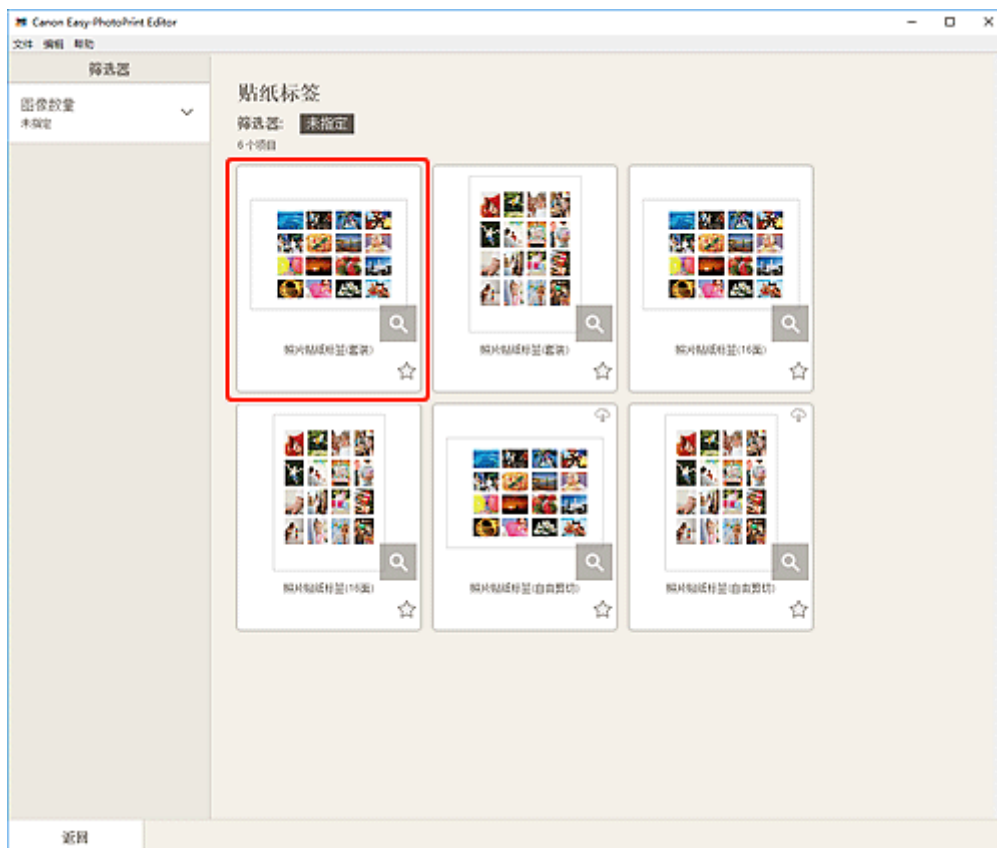 Canon Easy-PhotoPrint Editor
文件 编辑 帮助
筛选器
图像数量
未指定
贴纸标签
筛选器: 未指定
6个项目
照片贴纸标签(套装)
照片贴纸标签(套装)
照片贴纸标签(16面)
照片贴纸标签(16面)
照片贴纸标签(自由剪切)
照片贴纸标签(自由剪切)
返回